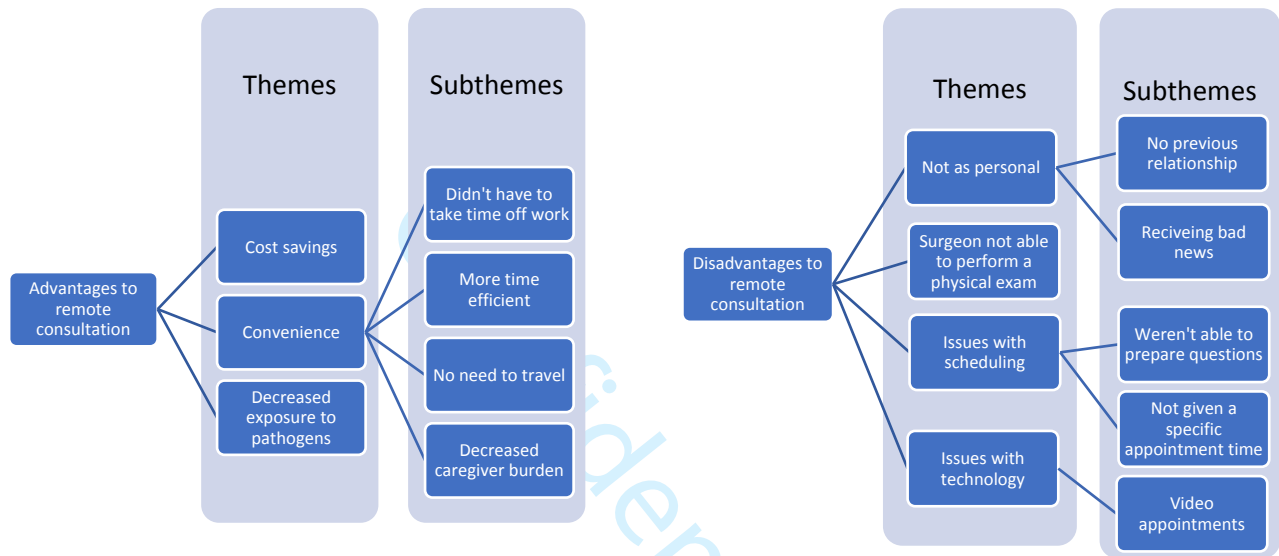 Themes
Subthemes
Advantages to
remote
consultation
Cost savings
Convenience
Decreased
exposure to
pathogens
Didn't have to
take time off work
More time
efficient
No need to travel
Decreased
caregiver burden
Themes
Subthemes
Disadvantages to
remote
consultation
Not as personal
Surgeon not able
to perform a
physical exam
Issues with
scheduling
Issues with
technology
No previous
relationship
Reciveing bad
news
Weren't able to
prepare questions
Not given a
specific
appointment time
Video
appointments